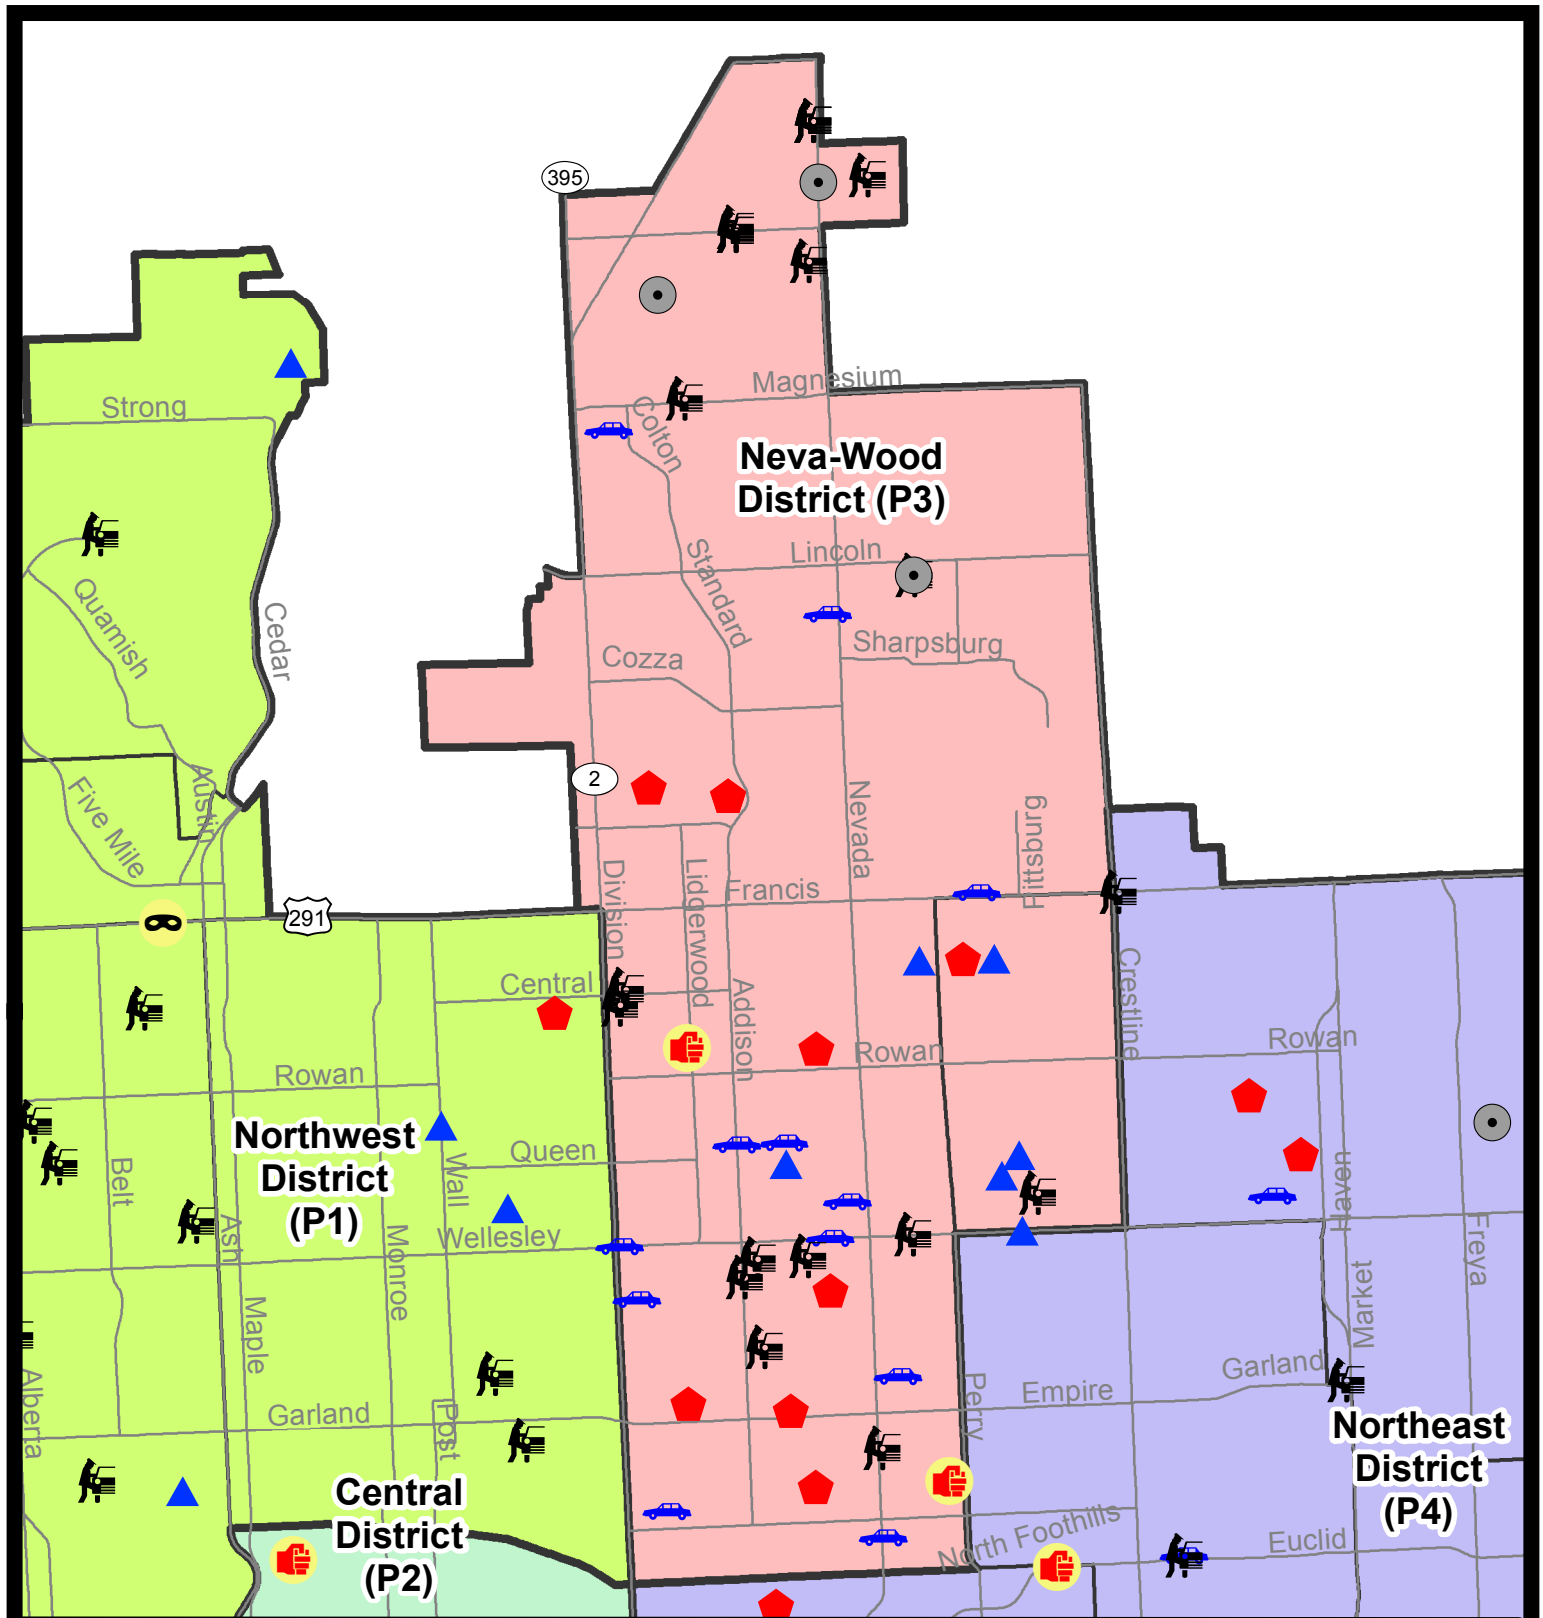 395
Magnesium
Strong
Colton
Neva-Wood
District (P3)
Lincoln
Standard
Quamish
Cedar
Sharpsburg
Cozza
2
Austin
Five Mile
Nevada
Pittsburg
Division
Lidgerwood
Francis
291
Central
Addison
Crestline
Rowan
Rowan
Rowan
Northwest
District
(P1)
Queen
Belt
Wall
Haven
Ash
Monroe
Wellesley
Freya
Maple
Market
Garland
Empire
Perry
Alberta
Garland
Post
Northeast
District
(P4)
Central
District
(P2)
North Foothills
Euclid